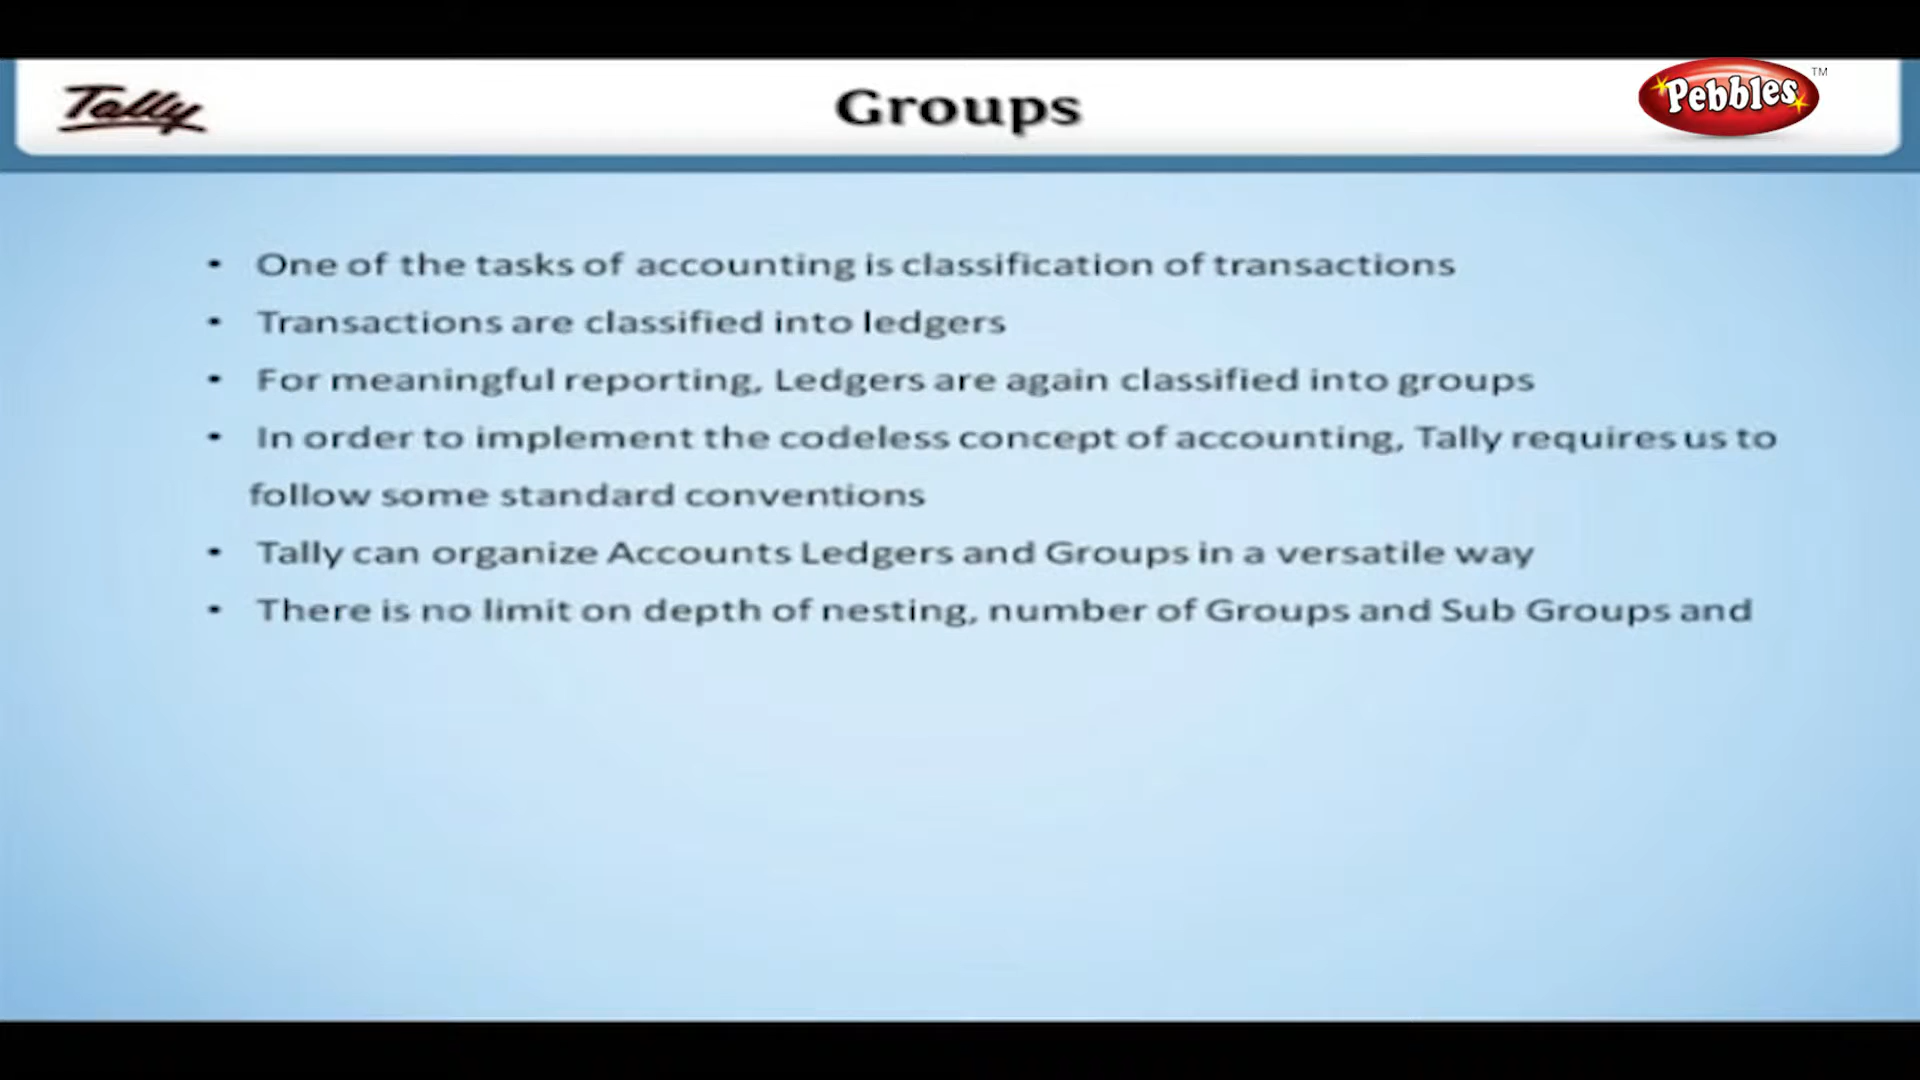 Tally
Groups
Pebbles™
• One of the tasks of accounting is classification of transactions
• Transactions are classified into ledgers
• For meaningful reporting, Ledgers are again classified into groups
• In order to implement the codeless concept of accounting, Tally requires us to
follow some standard conventions
• Tally can organize Accounts Ledgers and Groups in a versatile way
• There is no limit on depth of nesting, number of Groups and Sub Groups and